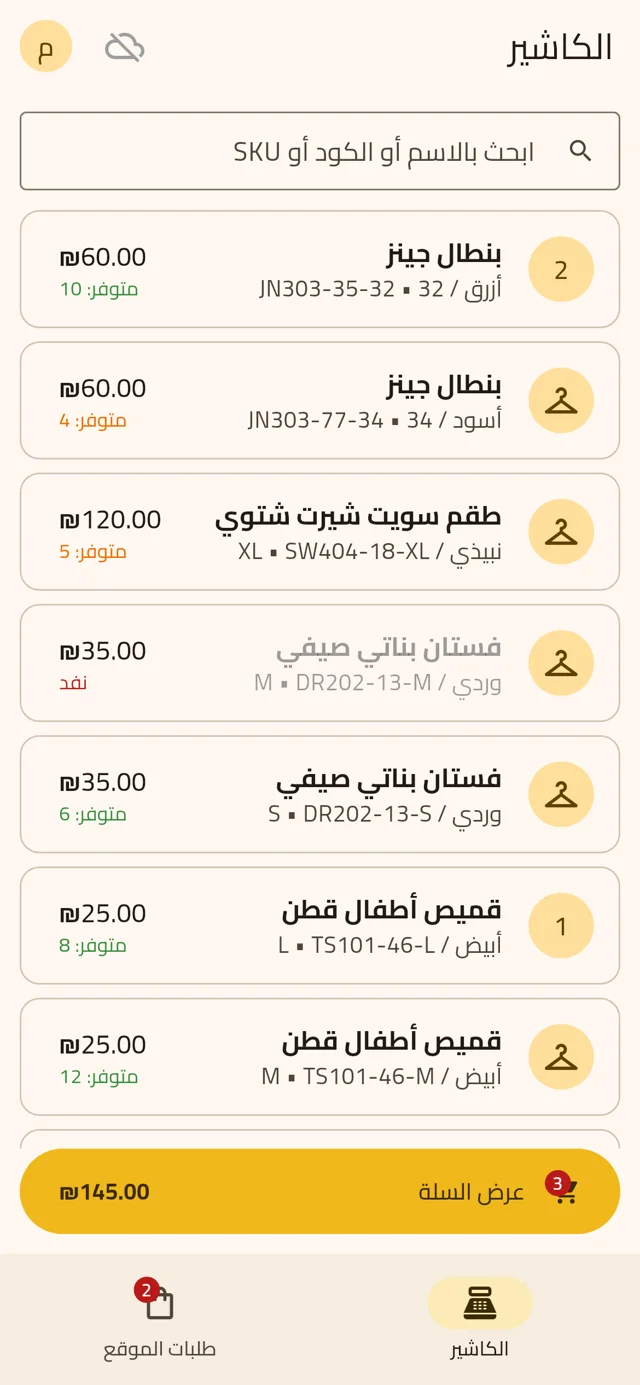 الكاشير
م
ابحث بالاسم أو الكود أو SKU
2
بنطال جينز
₪60.00
أزرق / 32 ▪ JN303-35-32
متوفر: 10
بنطال جينز
₪60.00
أسود / 34 ▪ JN303-77-34
متوفر: 4
طقم سويت شيرت شتوي
₪120.00
نبيذي / XL ▪ SW404-18-XL
متوفر: 5
فستان بناتي صيفي
₪35.00
وردي / M ▪ DR202-13-M
نفد
فستان بناتي صيفي
₪35.00
وردي / S ▪ DR202-13-S
متوفر: 6
1
قميص أطفال قطن
₪25.00
أبيض / L ▪ TS101-46-L
متوفر: 8
قميص أطفال قطن
₪25.00
أبيض / M ▪ TS101-46-M
متوفر: 12
3
عرض السلة
₪145.00
الكاشير
2
طلبات الموقع